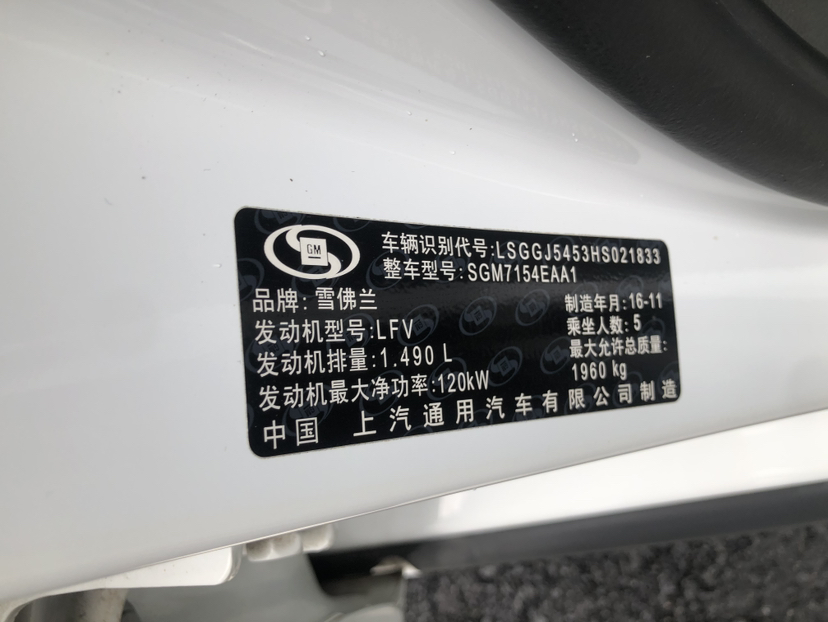 GM
车辆识别代号:LSGGJ5453HS021833
整车型号:SGM7154EAA1
品牌:雪佛兰
制造年月:16-11
发动机型号:LFV
乘坐人数:5
发动机排量:1.490 L
最大允许总质量:
1960 kg
发动机最大净功率:120kW
中国 上汽通用汽车有限公司制造